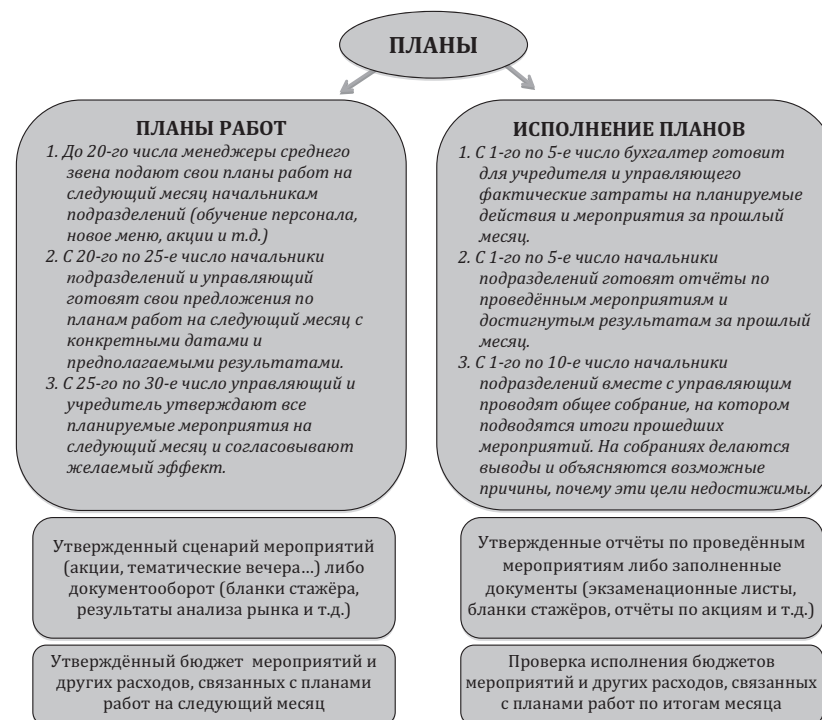 ПЛАНЫ
ПЛАНЫ РАБОТ
1. До 20-го числа менеджеры среднего
звена подают свои планы работ на
следующий месяц начальникам
подразделений (обучение персонала,
новое меню, акции и т.д.)
2. С 20-го по 25-е число начальники
подразделений и управляющий
готовят свои предложения по
планам работ на следующий месяц с
конкретными датами и
предполагаемыми результатами.
3. С 25-го по 30-е число управляющий и
учредитель утверждают все
планируемые мероприятия на
следующий месяц и согласовывают
желаемый эффект.
ИСПОЛНЕНИЕ ПЛАНОВ
1. С 1-го по 5-е число бухгалтер готовит
для учредителя и управляющего
фактические затраты на планируемые
действия и мероприятия за прошлый
месяц.
2. С 1-го по 5-е число начальники
подразделений готовят отчёты по
проведённым мероприятиям и
достигнутым результатам за прошлый
месяц.
3. С 1-го по 10-е число начальники
подразделений вместе с управляющим
проводят общее собрание, на котором
подводятся итоги прошедших
мероприятий. На собраниях делаются
выводы и объясняются возможные
причины, почему эти цели недостижимы.
Утвержденный сценарий мероприятий
(акции, тематические вечера...) либо
документооборот (бланки стажёра,
результаты анализа рынка и т.д.)
Утвержденные отчёты по проведённым
мероприятиям либо заполненные
документы (экзаменационные листы,
бланки стажёров, отчёты по акциям и т.д.)
Утверждённый бюджет мероприятий и
других расходов, связанных с планами
работ на следующий месяц
Проверка исполнения бюджетов
мероприятий и других расходов, связанных
с планами работ по итогам месяца